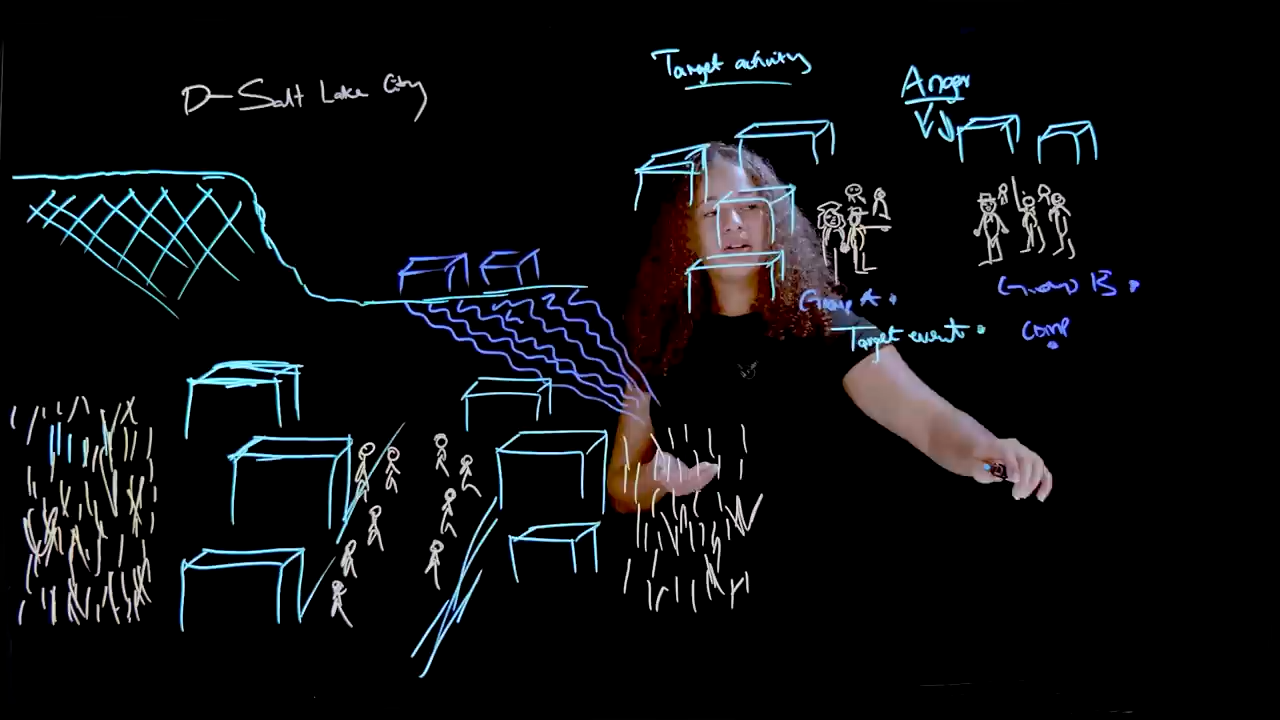 D- Salt Lake City
Target activity
Anger
Group A.
Group B.
Target event.
comp